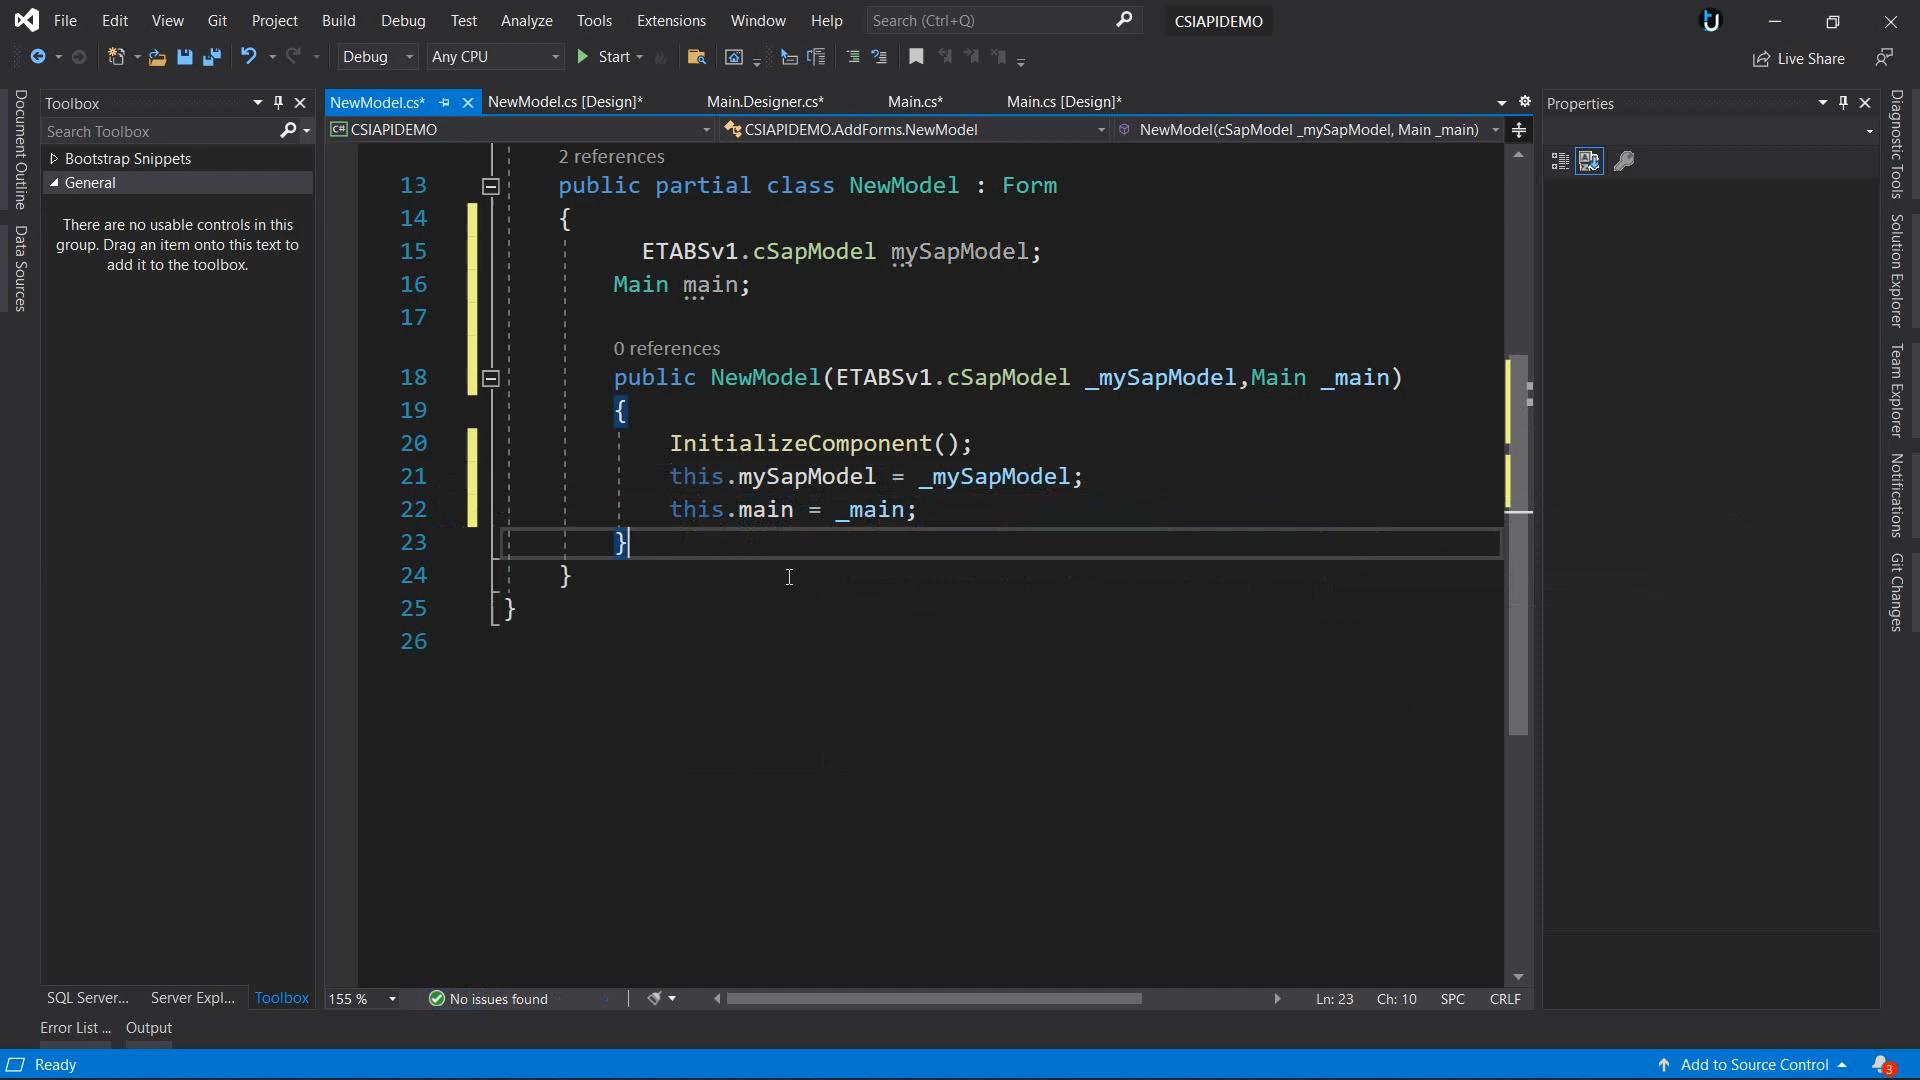 File Edit View Git Project Build Debug Test Analyze Tools Extensions Window Help Search (Ctrl+Q) CSIAPIDEMO
Debug Any CPU Start Live Share
Toolbox
Search Toolbox
Bootstrap Snippets
General
There are no usable controls in this
group. Drag an item onto this text to
add it to the toolbox.
Document Outline
Data Sources
NewModel.cs* NewModel.cs [Design]* Main.Designer.cs* Main.cs* Main.cs [Design]*
C# CSIAPIDEMO CSIAPIDEMO.AddForms.NewModel NewModel(cSapModel _mySapModel, Main _main)
2 references
13 public partial class NewModel : Form
14 {
15 ETABSv1.cSapModel mySapModel;
16 Main main;
17
0 references
18 public NewModel(ETABSv1.cSapModel _mySapModel,Main _main)
19 {
20 InitializeComponent();
21 this.mySapModel = _mySapModel;
22 this.main = _main;
23 }
24 }
25 }
26
Properties
Diagnostic Tools
Solution Explorer
Team Explorer
Notifications
Git Changes
SQL Server... Server Expl... Toolbox
155 % No issues found Ln: 23 Ch: 10 SPC CRLF
Error List ... Output
Ready Add to Source Control 3